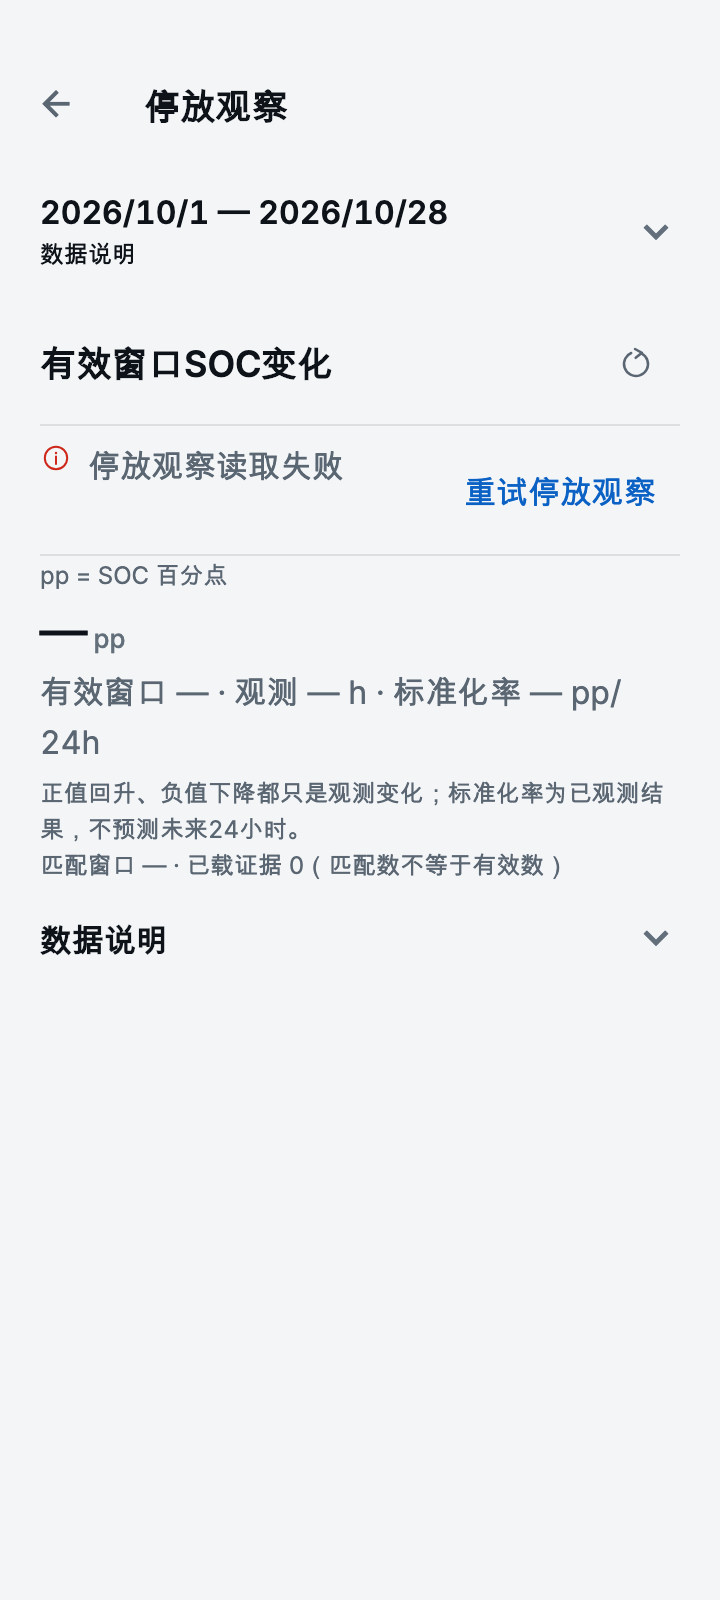 停放观察
2026/10/1 — 2026/10/28
数据说明
有效窗口SOC变化
停放观察读取失败
重试停放观察
pp = SOC 百分点
— pp
有效窗口 — · 观测 — h · 标准化率 — pp/
24h
正值回升、负值下降都只是观测变化；标准化率为已观测结
果，不预测未来24小时。
匹配窗口 — · 已载证据 0（匹配数不等于有效数）
数据说明